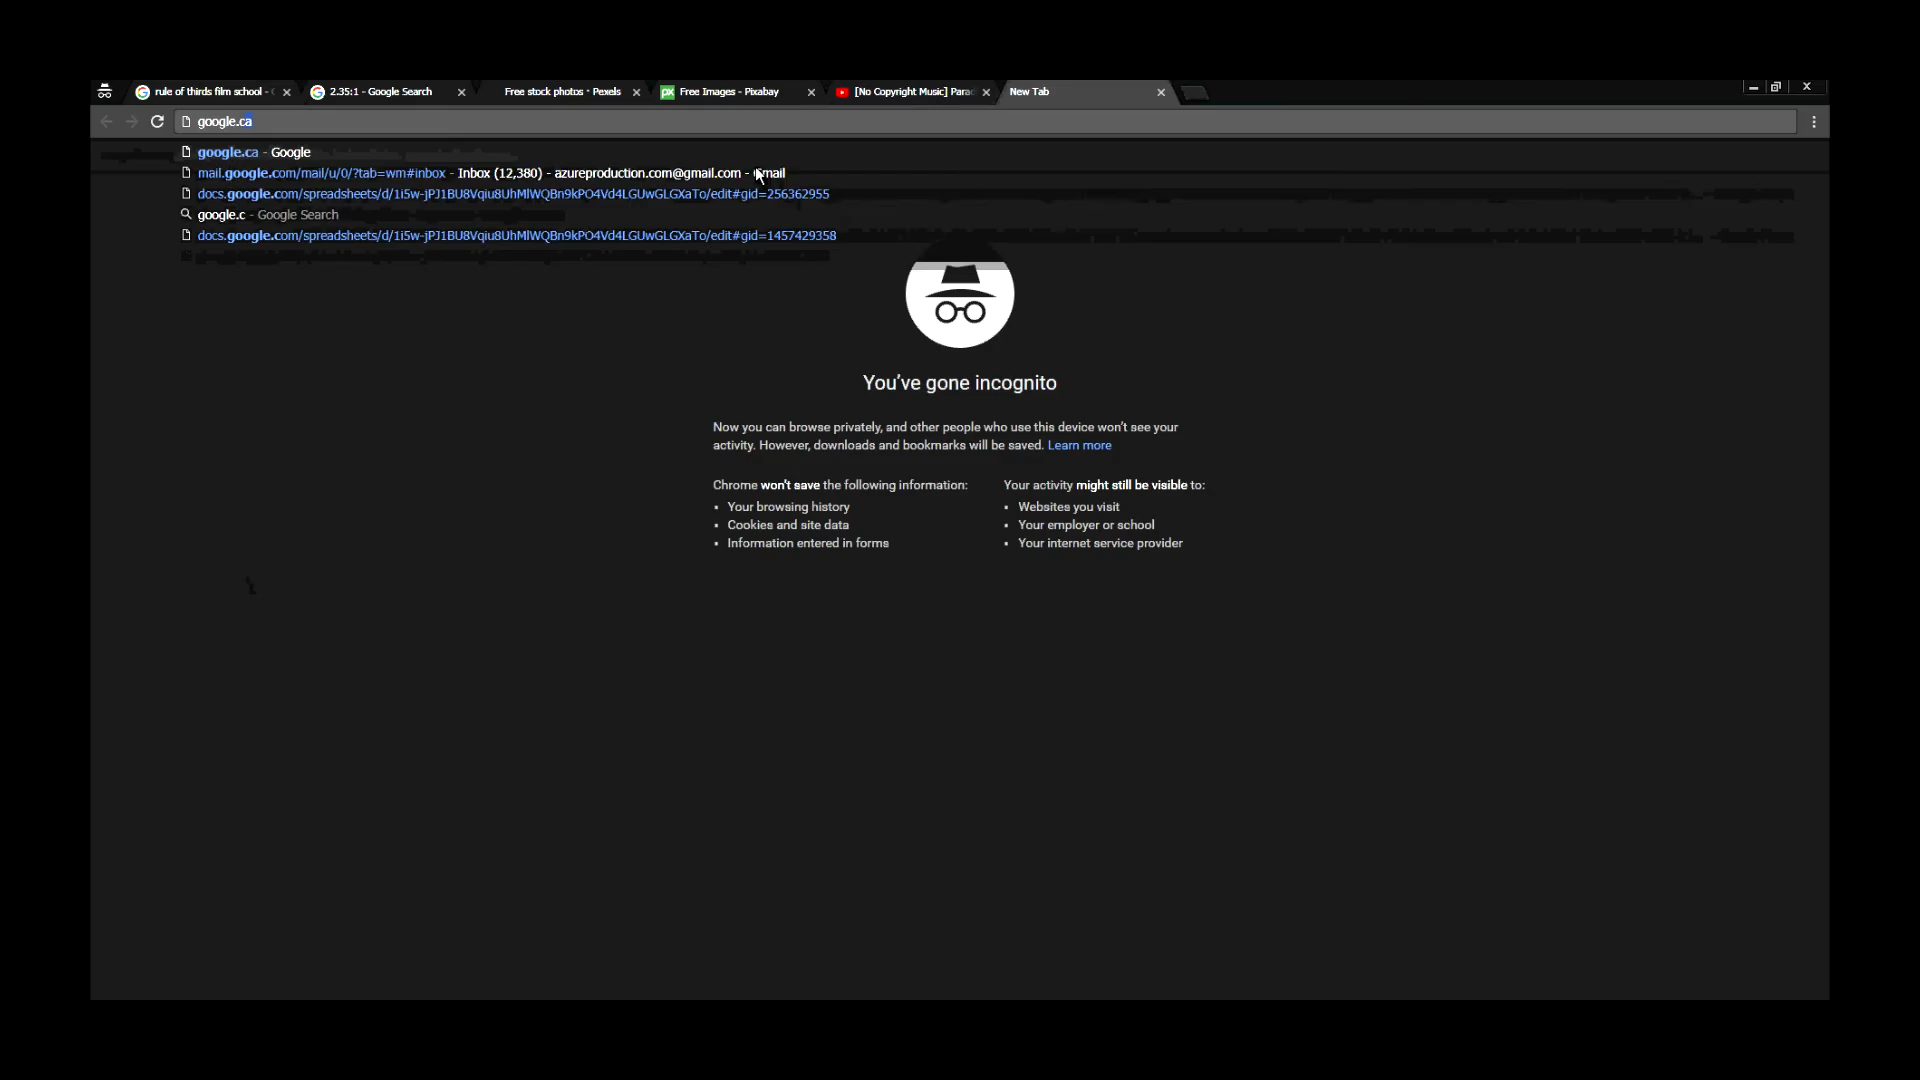 rule of thirds film school -
2.35:1 - Google Search
Free stock photos · Pexels
px Free Images - Pixabay
[No Copyright Music] Parad
New Tab
google.ca
google.ca - Google
mail.google.com/mail/u/0/?tab=wm#inbox - Inbox (12,380) - azureproduction.com@gmail.com - Gmail
docs.google.com/spreadsheets/d/1i5w-jPJ1BU8Vqiu8UhMlWQBn9kPO4Vd4LGUwGLGXaTo/edit#gid=256362955
google.c - Google Search
docs.google.com/spreadsheets/d/1i5w-jPJ1BU8Vqiu8UhMlWQBn9kPO4Vd4LGUwGLGXaTo/edit#gid=1457429358
You've gone incognito
Now you can browse privately, and other people who use this device won't see your
activity. However, downloads and bookmarks will be saved. Learn more
Chrome won't save the following information:
• Your browsing history
• Cookies and site data
• Information entered in forms
Your activity might still be visible to:
• Websites you visit
• Your employer or school
• Your internet service provider